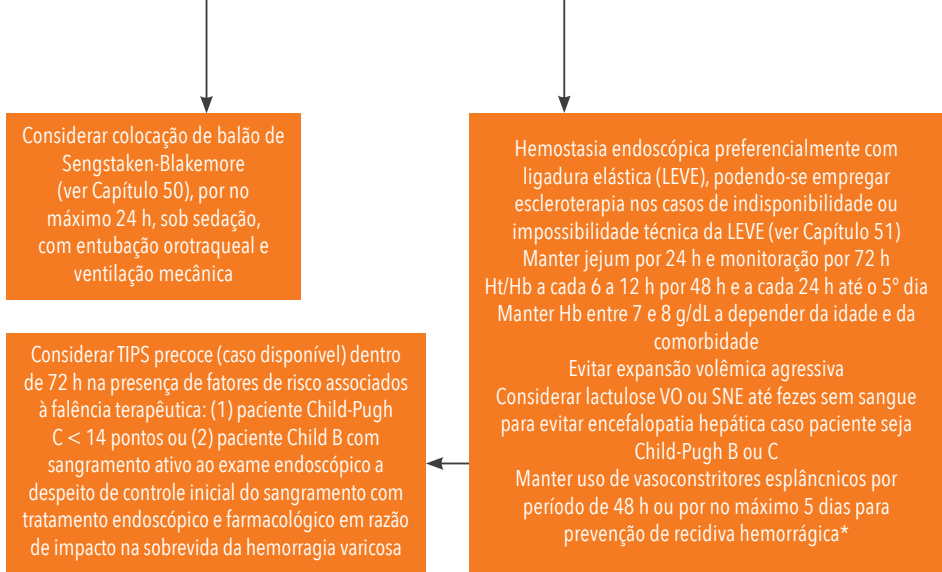 Considerar colocação de balão de
Sengstaken-Blakemore
(ver Capítulo 50), por no
máximo 24 h, sob sedação,
com entubação orotraqueal e
ventilação mecânica
Hemostasia endoscópica preferencialmente com
ligadura elástica (LEVE), podendo-se empregar
escleroterapia nos casos de indisponibilidade ou
impossibilidade técnica da LEVE (ver Capítulo 51)
Manter jejum por 24 h e monitoração por 72 h
Ht/Hb a cada 6 a 12 h por 48 h e a cada 24 h até o 5° dia
Manter Hb entre 7 e 8 g/dL a depender da idade e da
comorbidade
Evitar expansão volêmica agressiva
Considerar lactulose VO ou SNE até fezes sem sangue
para evitar encefalopatia hepática caso paciente seja
Child-Pugh B ou C
Manter uso de vasoconstritores esplâncnicos por
período de 48 h ou por no máximo 5 dias para
prevenção de recidiva hemorrágica*
Considerar TIPS precoce (caso disponível) dentro
de 72 h na presença de fatores de risco associados
à falência terapêutica: (1) paciente Child-Pugh
C < 14 pontos ou (2) paciente Child B com
sangramento ativo ao exame endoscópico a
despeito de controle inicial do sangramento com
tratamento endoscópico e farmacológico em razão
de impacto na sobrevida da hemorragia varicosa